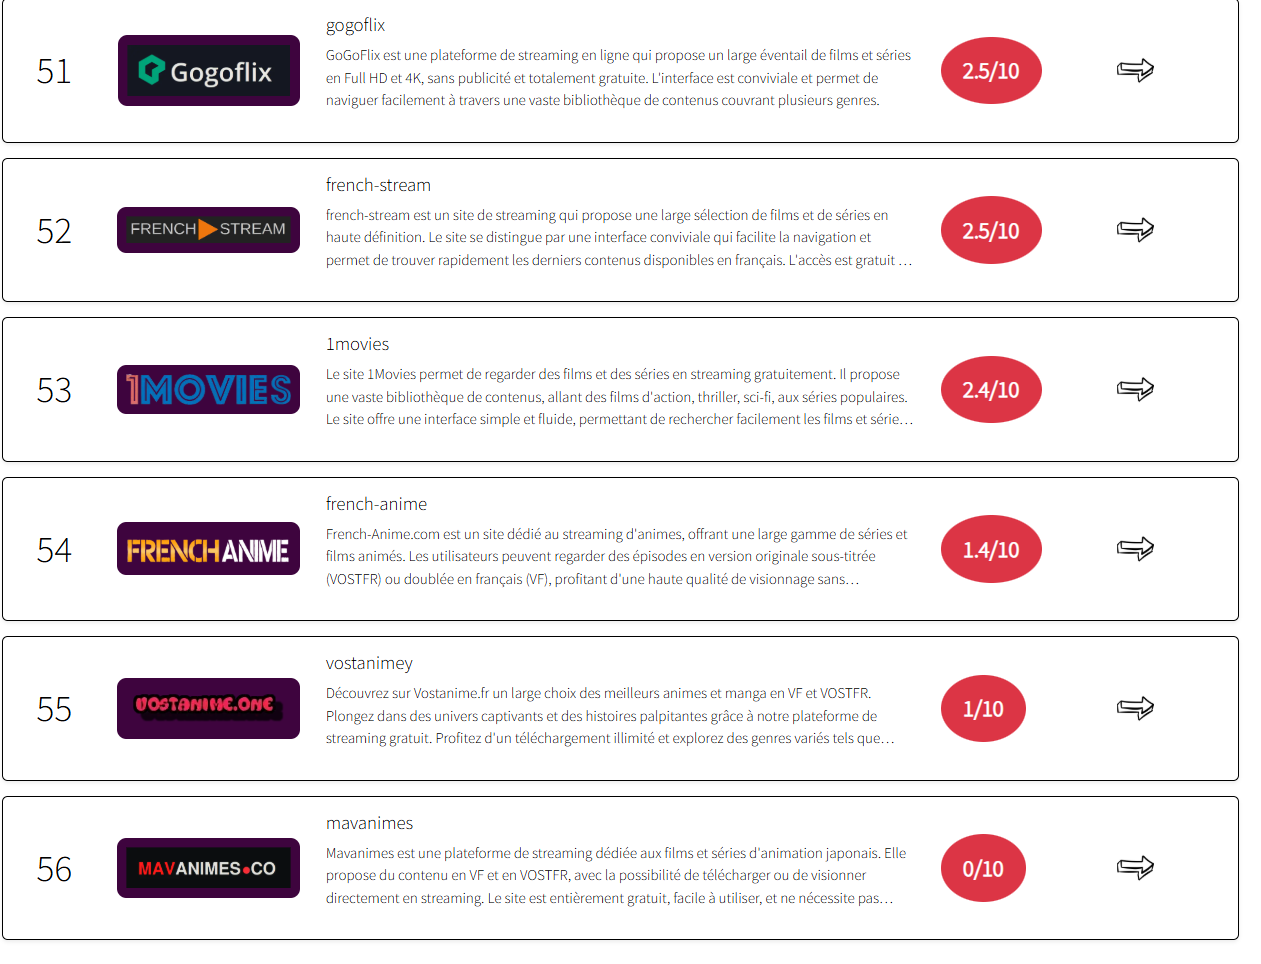 gogoflix
51
Gogoflix
GoGoFlix est une plateforme de streaming en ligne qui propose un large éventail de films et séries
en Full HD et 4K, sans publicité et totalement gratuite. L'interface est conviviale et permet de
naviguer facilement à travers une vaste bibliothèque de contenus couvrant plusieurs genres.
2.5/10
french-stream
52
FRENCH STREAM
french-stream est un site de streaming qui propose une large sélection de films et de séries en
haute définition. Le site se distingue par une interface conviviale qui facilite la navigation et
permet de trouver rapidement les derniers contenus disponibles en français. L'accès est gratuit ...
2.5/10
1movies
53
1MOVIES
Le site 1Movies permet de regarder des films et des séries en streaming gratuitement. Il propose
une vaste bibliothèque de contenus, allant des films d'action, thriller, sci-fi, aux séries populaires.
Le site offre une interface simple et fluide, permettant de rechercher facilement les films et série...
2.4/10
french-anime
54
FRENCH ANIME
French-Anime.com est un site dédié au streaming d'animes, offrant une large gamme de séries et
films animés. Les utilisateurs peuvent regarder des épisodes en version originale sous-titrée
(VOSTFR) ou doublée en français (VF), profitant d'une haute qualité de visionnage sans...
1.4/10
vostanimey
55
VOSTANIME.ONE
Découvrez sur Vostanime.fr un large choix des meilleurs animes et manga en VF et VOSTFR.
Plongez dans des univers captivants et des histoires palpitantes grâce à notre plateforme de
streaming gratuit. Profitez d'un téléchargement illimité et explorez des genres variés tels que...
1/10
mavanimes
56
MAVANIMES.CO
Mavanimes est une plateforme de streaming dédiée aux films et séries d'animation japonais. Elle
propose du contenu en VF et en VOSTFR, avec la possibilité de télécharger ou de visionner
directement en streaming. Le site est entièrement gratuit, facile à utiliser, et ne nécessite pas...
0/10